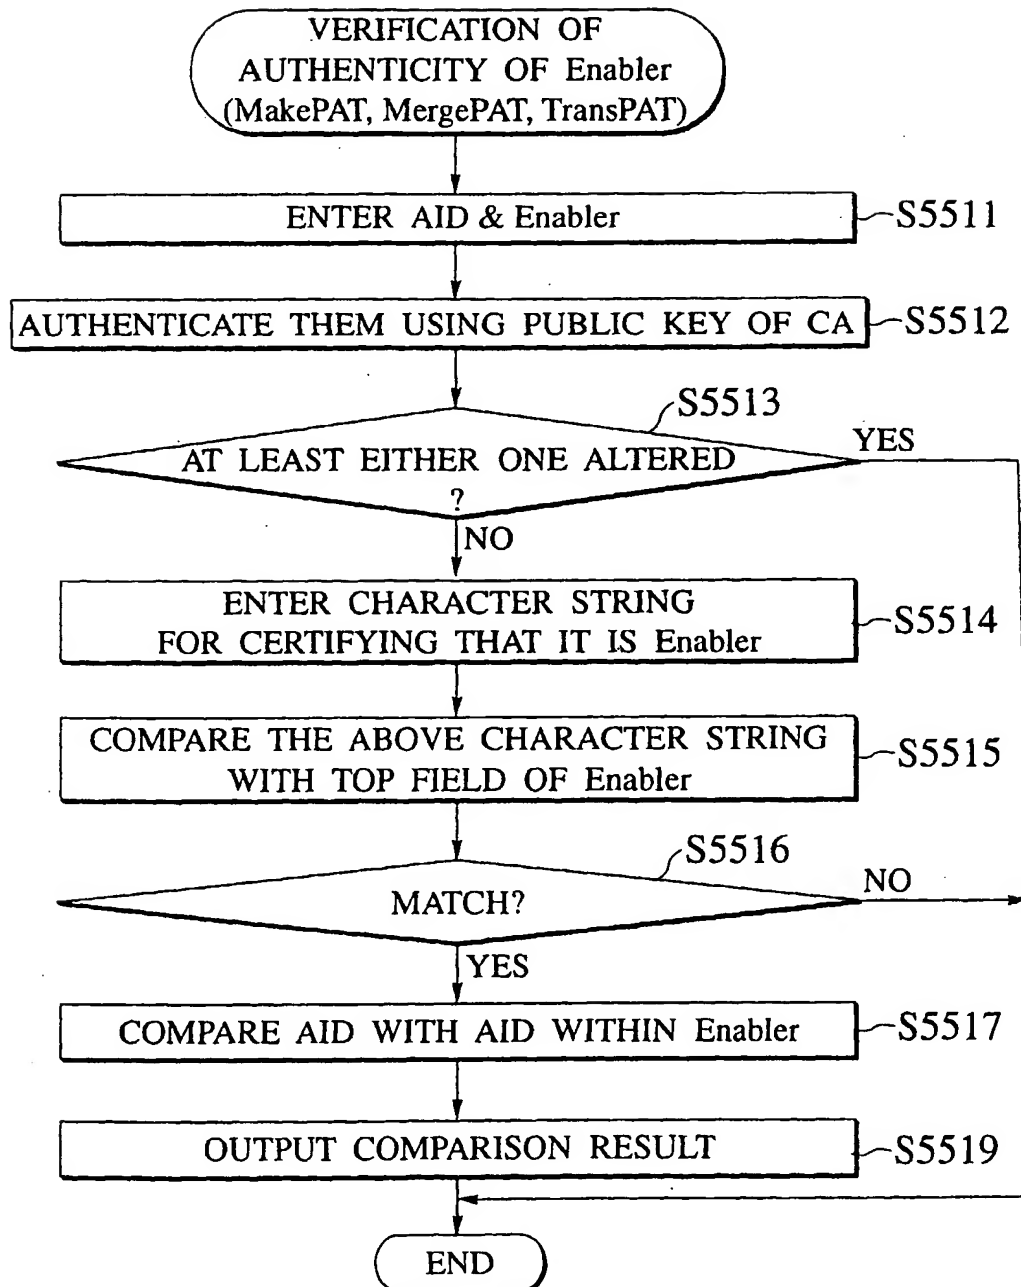 VERIFICATION OF
AUTHENTICITY OF Enabler
(MakePAT, MergePAT, TransPAT)
ENTER AID & Enabler
S5511
AUTHENTICATE THEM USING PUBLIC KEY OF CA
S5512
S5513
AT LEAST EITHER ONE ALTERED
?
YES
NO
ENTER CHARACTER STRING
FOR CERTIFYING THAT IT IS Enabler
S5514
COMPARE THE ABOVE CHARACTER STRING
WITH TOP FIELD OF Enabler
S5515
S5516
MATCH?
NO
YES
COMPARE AID WITH AID WITHIN Enabler
S5517
OUTPUT COMPARISON RESULT
S5519
END